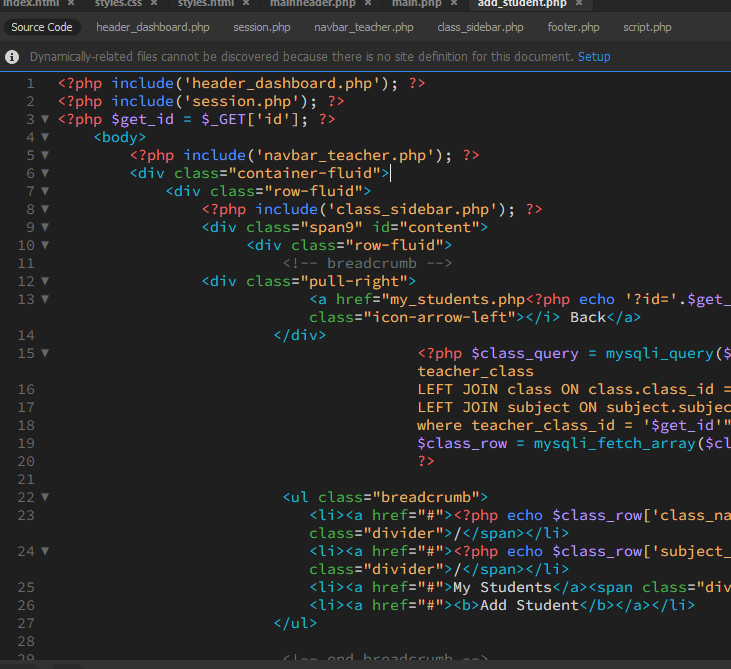 index.html × styles.css × styles.html × mainheader.php × main.php × add_student.php ×
Source Code header_dashboard.php session.php navbar_teacher.php class_sidebar.php footer.php script.php
Dynamically-related files cannot be discovered because there is no site definition for this document. Setup
1 <?php include('header_dashboard.php'); ?>
2 <?php include('session.php'); ?>
3 <?php $get_id = $_GET['id']; ?>
4 <body>
5 <?php include('navbar_teacher.php'); ?>
6 <div class="container-fluid">
7 <div class="row-fluid">
8 <?php include('class_sidebar.php'); ?>
9 <div class="span9" id="content">
10 <div class="row-fluid">
11 <!-- breadcrumb -->
12 <div class="pull-right">
13 <a href="my_students.php<?php echo '?id='.$get_
class="icon-arrow-left"></i> Back</a>
14 </div>
15 <?php $class_query = mysqli_query($
teacher_class
16 LEFT JOIN class ON class.class_id =
17 LEFT JOIN subject ON subject.subjec
18 where teacher_class_id = '$get_id'"
19 $class_row = mysqli_fetch_array($cl
20 ?>
21
22 <ul class="breadcrumb">
23 <li><a href="#"><?php echo $class_row['class_na
class="divider">/</span></li>
24 <li><a href="#"><?php echo $class_row['subject_
class="divider">/</span></li>
25 <li><a href="#">My Students</a><span class="div
26 <li><a href="#"><b>Add Student</b></a></li>
27 </ul>
28
29 <!-- end breadcrumb -->